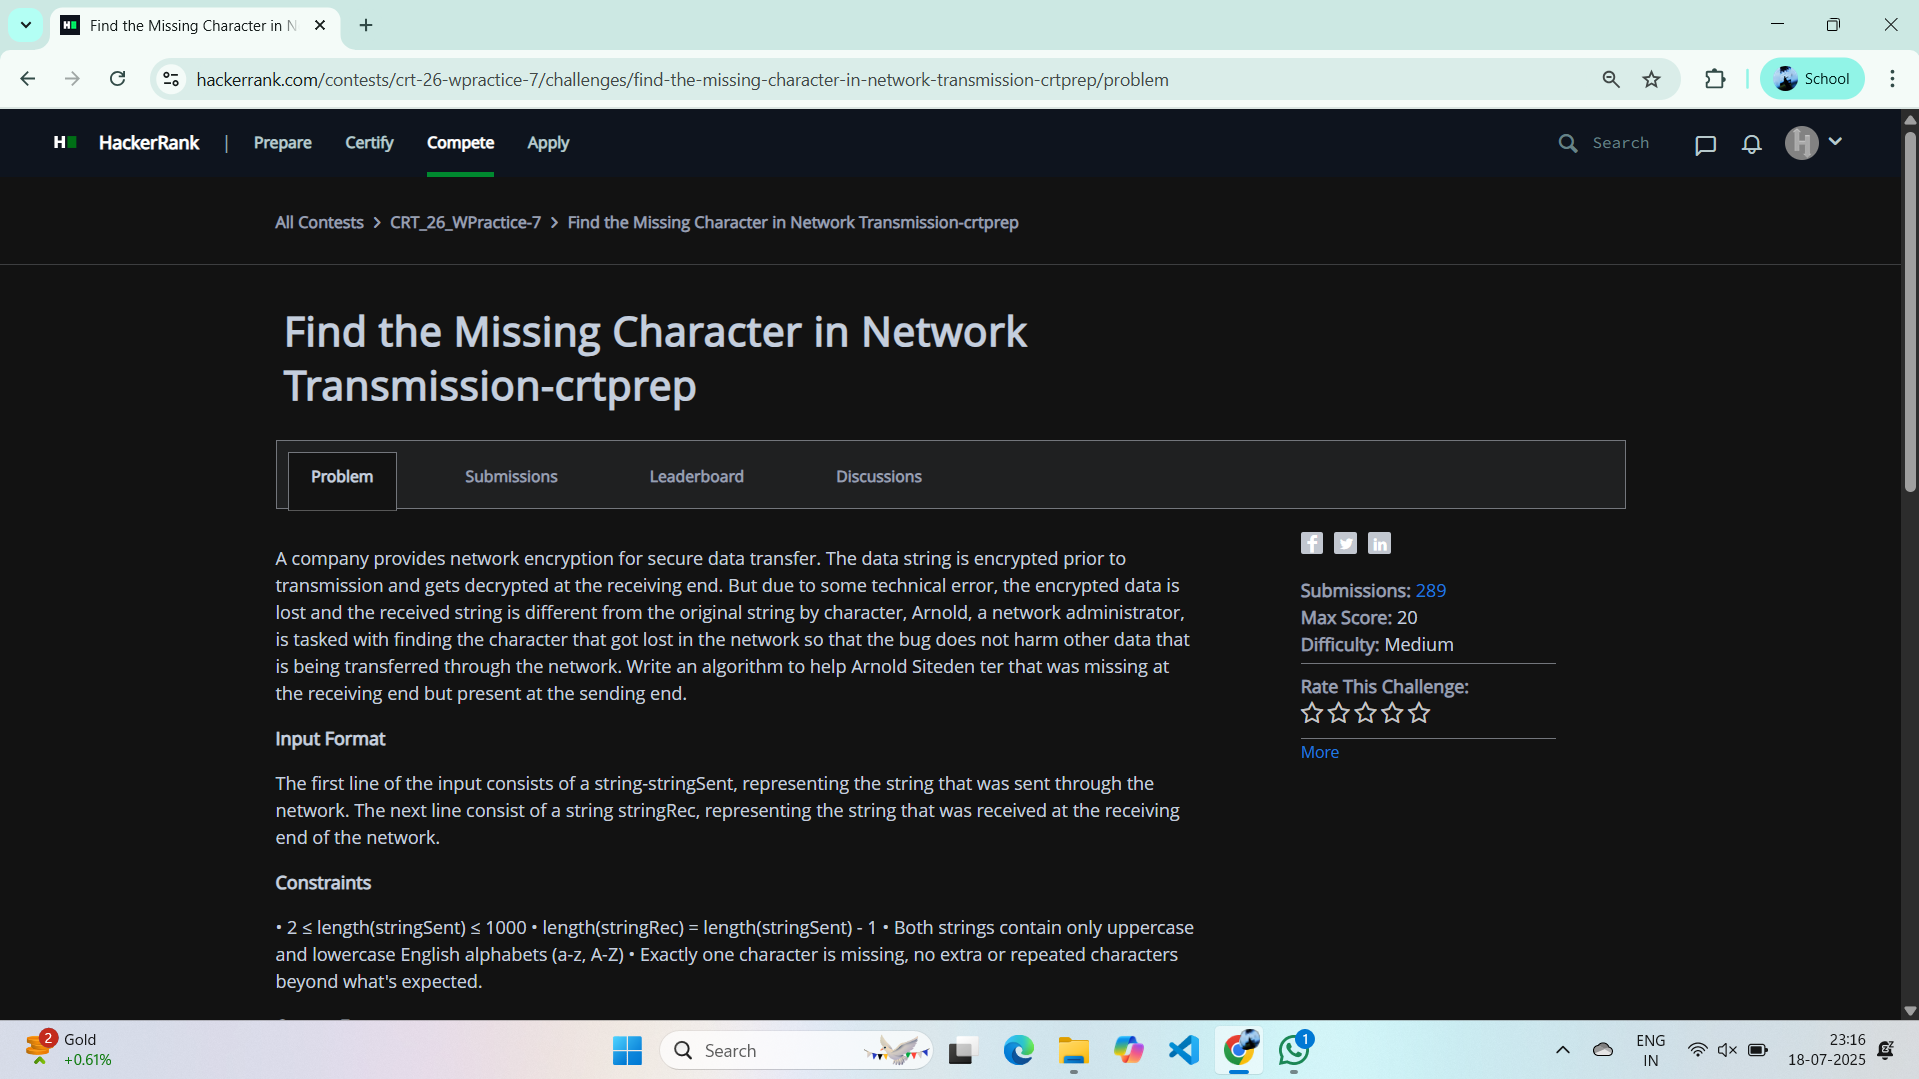 Find the Missing Character in N
hackerrank.com/contests/crt-26-wpractice-7/challenges/find-the-missing-character-in-network-transmission-crtprep/problem
School
H
HackerRank | Prepare Certify Compete Apply
Search
H
All Contests > CRT_26_WPractice-7 > Find the Missing Character in Network Transmission-crtprep
Find the Missing Character in Network
Transmission-crtprep
Problem Submissions Leaderboard Discussions
A company provides network encryption for secure data transfer. The data string is encrypted prior to
transmission and gets decrypted at the receiving end. But due to some technical error, the encrypted data is
lost and the received string is different from the original string by character, Arnold, a network administrator,
is tasked with finding the character that got lost in the network so that the bug does not harm other data that
is being transferred through the network. Write an algorithm to help Arnold Siteden ter that was missing at
the receiving end but present at the sending end.
Input Format
The first line of the input consists of a string-stringSent, representing the string that was sent through the
network. The next line consist of a string stringRec, representing the string that was received at the receiving
end of the network.
Constraints
• 2 ≤ length(stringSent) ≤ 1000 • length(stringRec) = length(stringSent) - 1 • Both strings contain only uppercase
and lowercase English alphabets (a-z, A-Z) • Exactly one character is missing, no extra or repeated characters
beyond what's expected.
Submissions: 289
Max Score: 20
Difficulty: Medium
Rate This Challenge:
More
2
Gold
+0.61%
Search
1
ENG
IN
23:16
18-07-2025